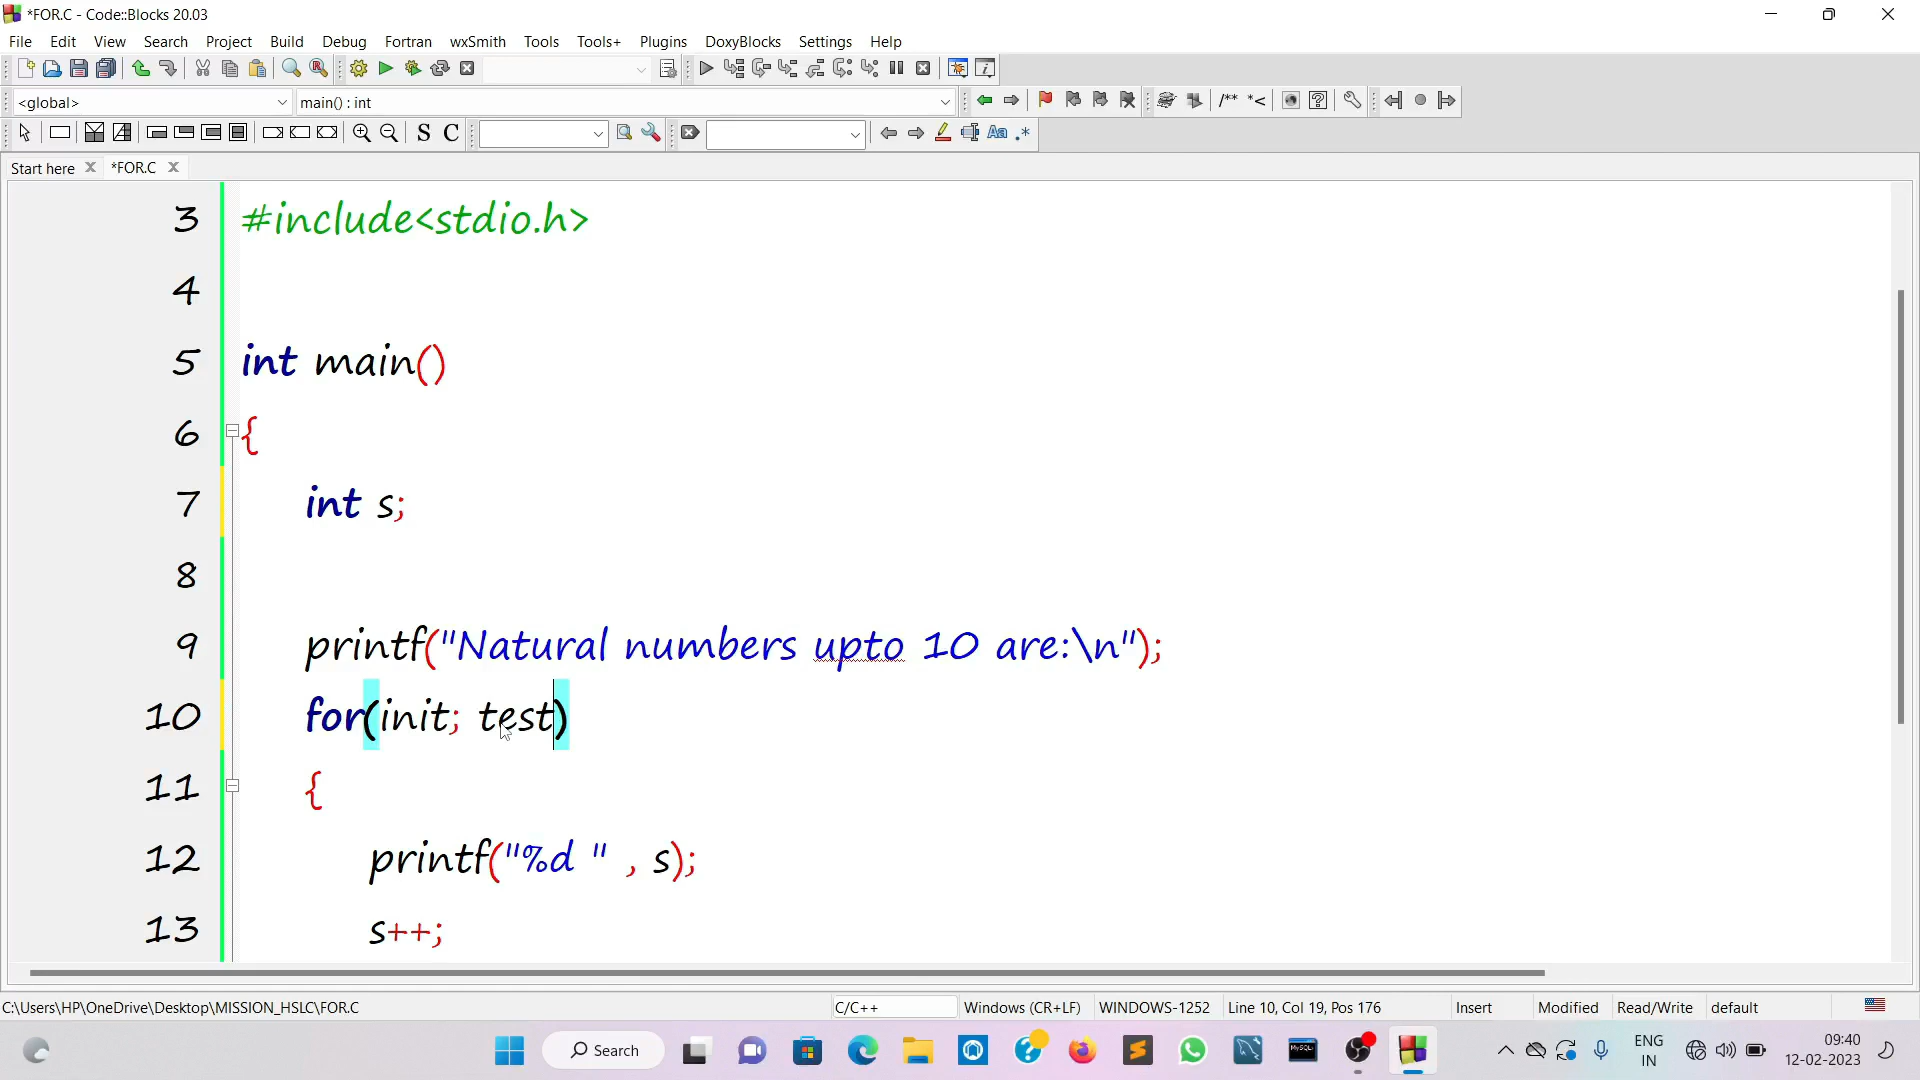 *FOR.C - Code::Blocks 20.03
File Edit View Search Project Build Debug Fortran wxSmith Tools Tools+ Plugins DoxyBlocks Settings Help
<global> main() : int
/** *<
S C Aa .*
Start here *FOR.C
3 #include<stdio.h>
4
5 int main()
6 {
7 int s;
8
9 printf("Natural numbers upto 10 are:\n");
10 for(init; test)
11 {
12 printf("%d " , s);
13 s++;
C:\Users\HP\OneDrive\Desktop\MISSION_HSLC\FOR.C C/C++ Windows (CR+LF) WINDOWS-1252 Line 10, Col 19, Pos 176 Insert Modified Read/Write default
Search MySQL ENG 09:40
IN 12-02-2023